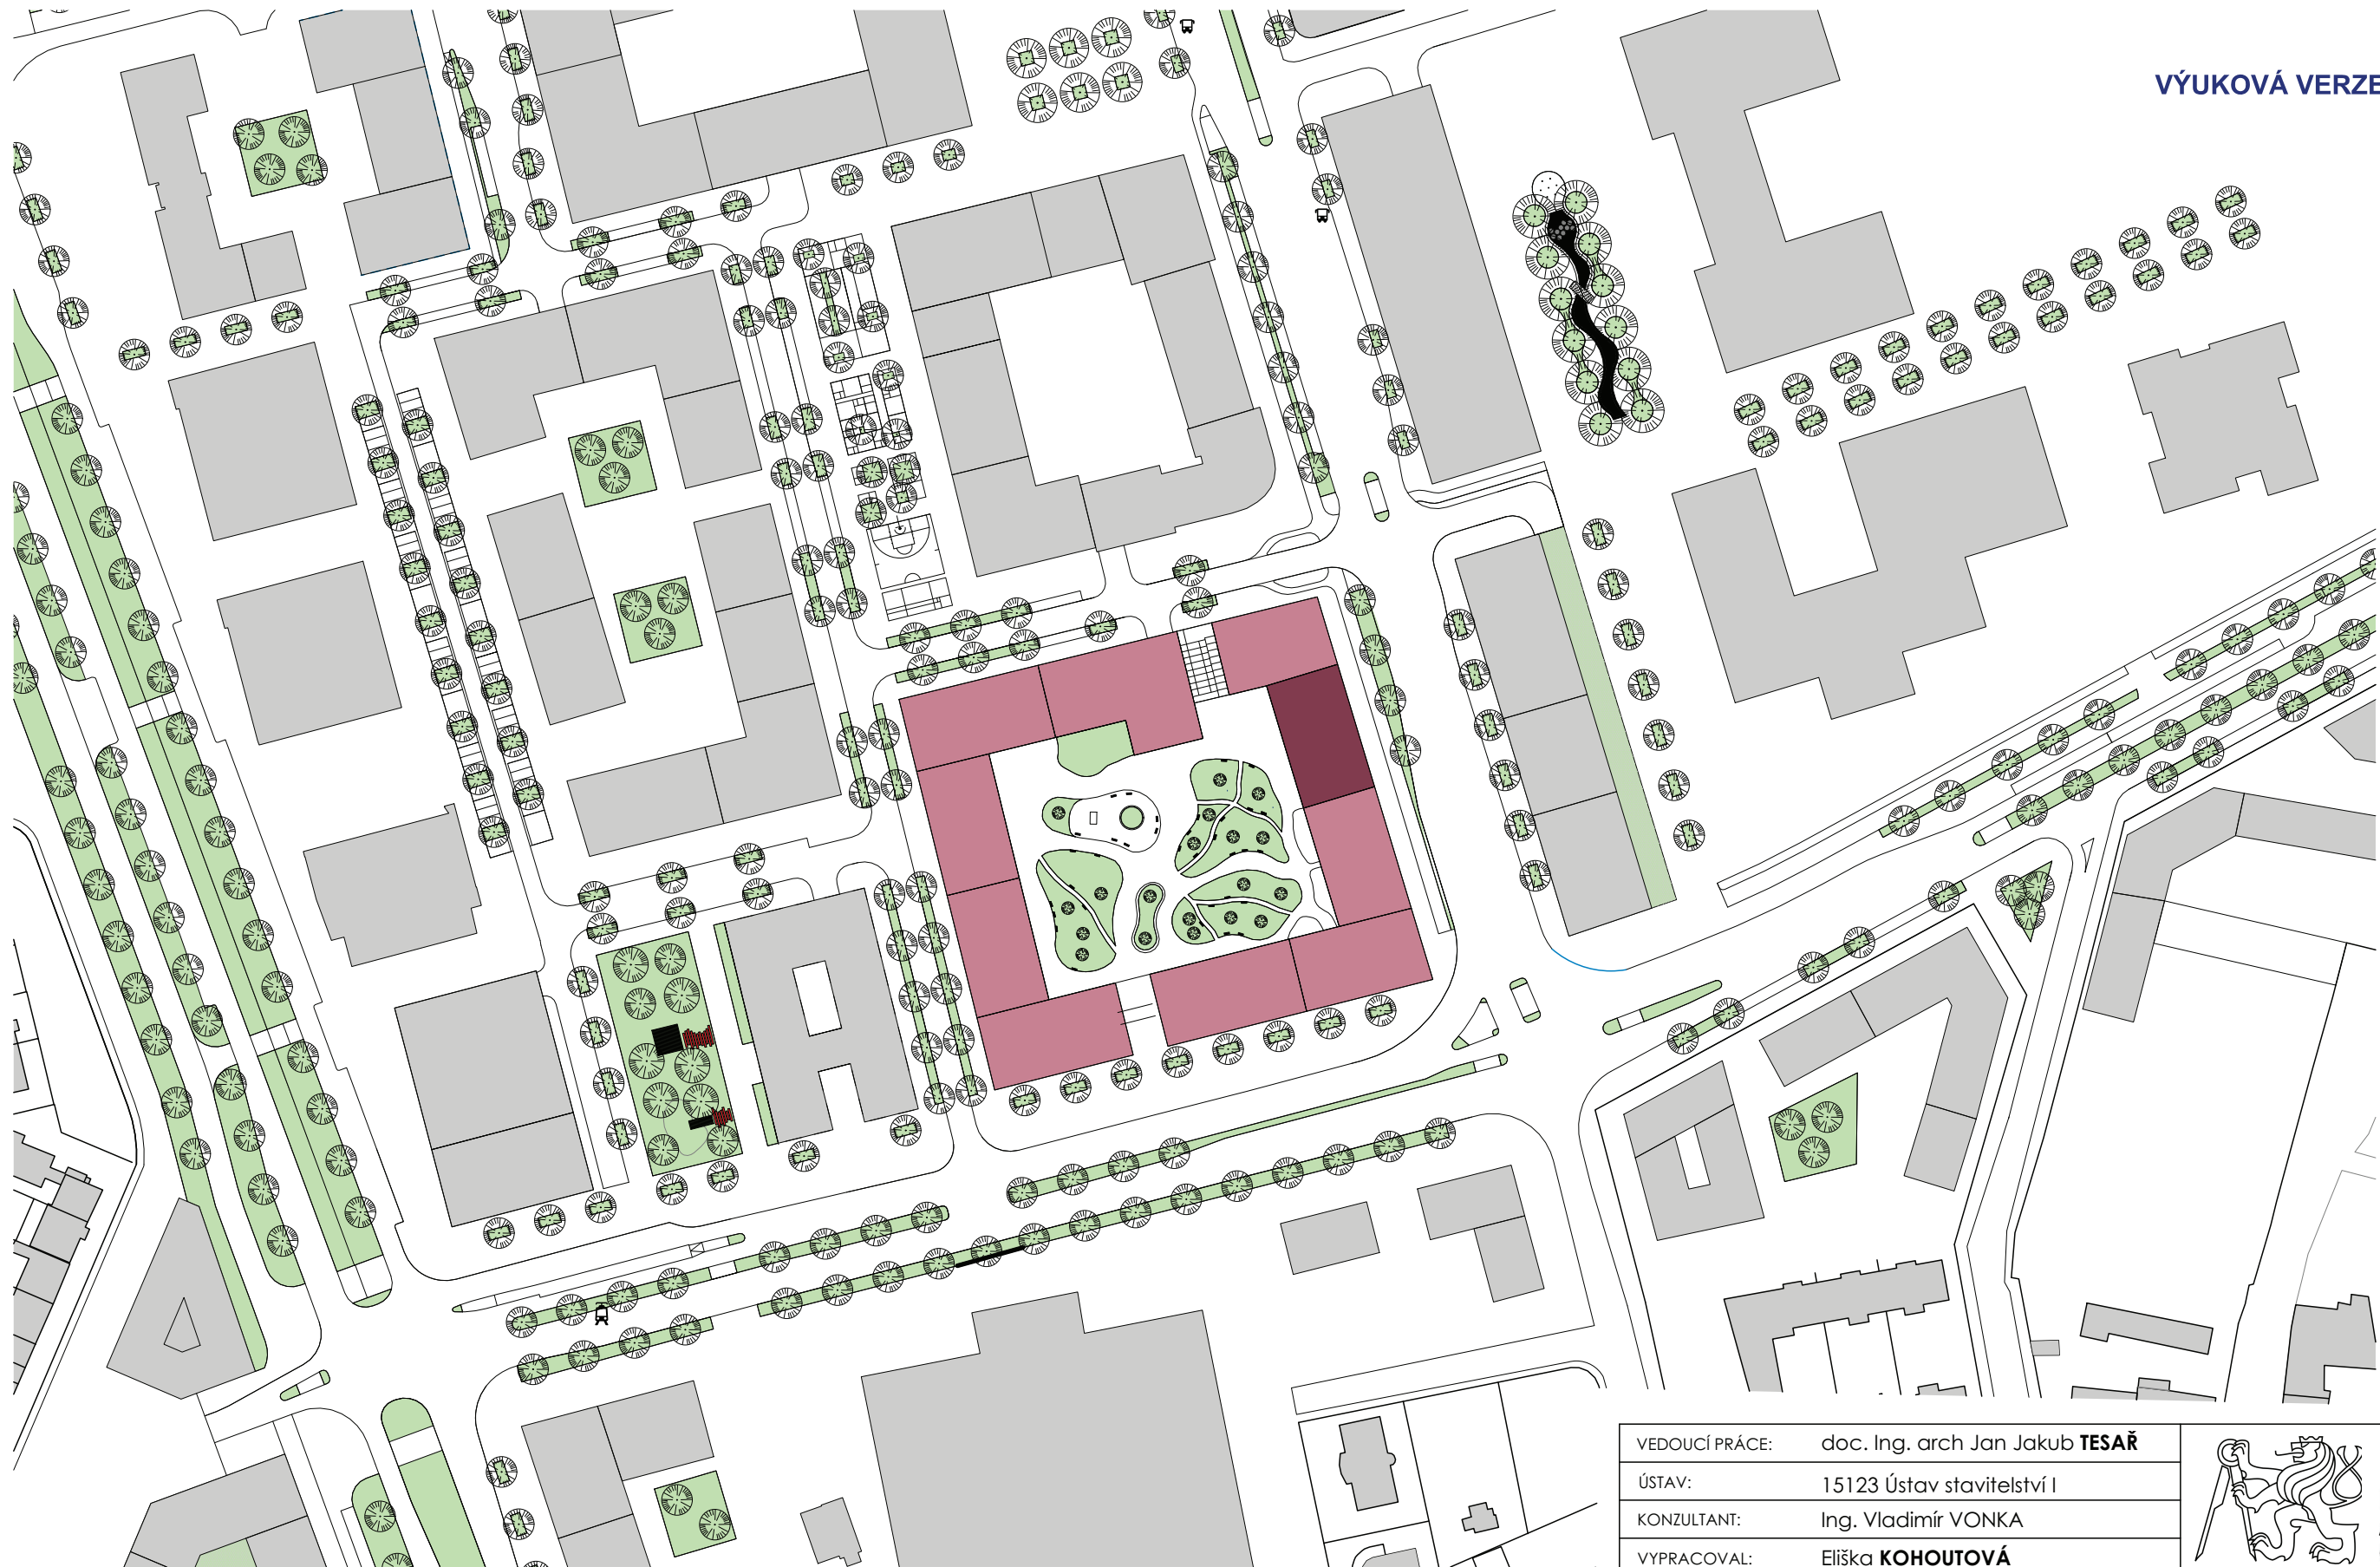 VÝUKOVÁ VERZE
VEDOUCÍ PRÁCE: doc. Ing. arch Jan Jakub TESAŘ
ÚSTAV: 15123 Ústav stavitelství I
KONZULTANT: Ing. Vladimír VONKA
VYPRACOVAL: Eliška KOHOUTOVÁ